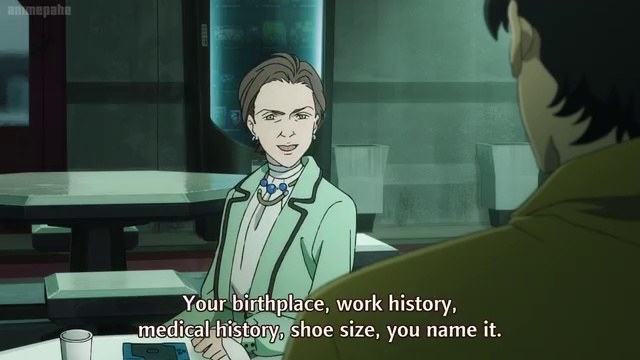 animepahe
Your birthplace, work history,
medical history, shoe size, you name it.